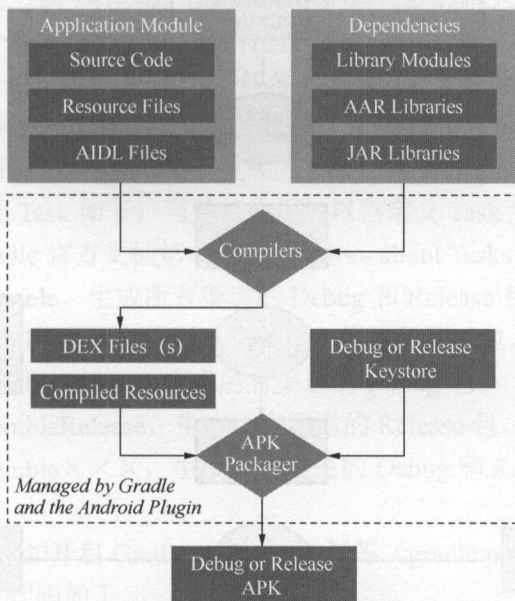 Application Module
Source Code
Resource Files
AIDL Files
Dependencies
Library Modules
AAR Libraries
JAR Libraries
Compilers
DEX Files (s)
Compiled Resources
Debug or Release
Keystore
APK
Packager
Managed by Gradle
and the Android Plugin
Debug or Release
APK